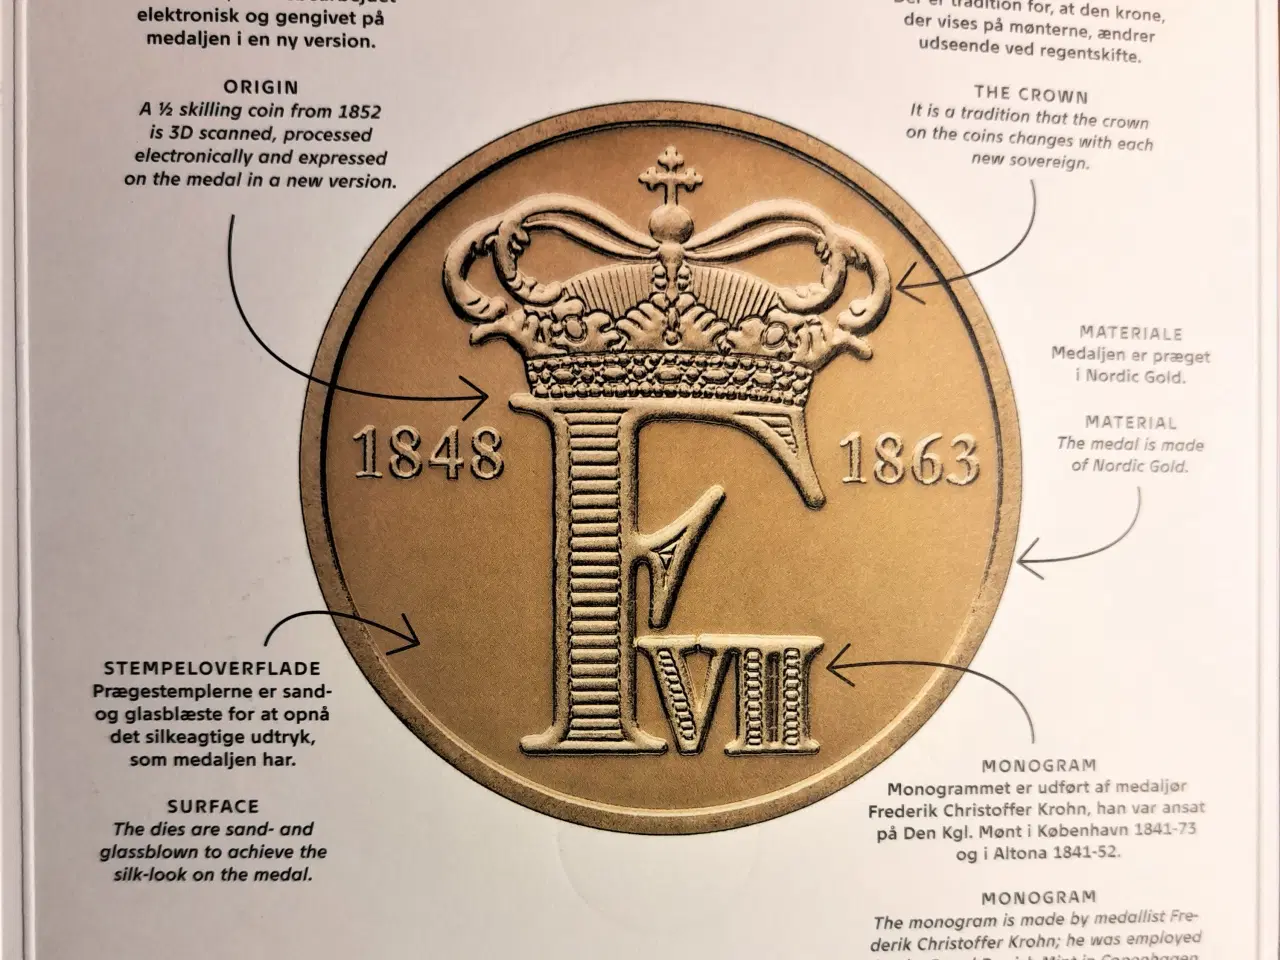 elektronisk og gengivet på
medaljen i en ny version.
ORIGIN
A ½ skilling coin from 1852
is 3D scanned, processed
electronically and expressed
on the medal in a new version.
tradition for, at den krone,
der vises på mønterne, ændrer
udseende ved regentskifte.
THE CROWN
It is a tradition that the crown
on the coins changes with each
new sovereign.
MATERIALE
Medaljen er præget
i Nordic Gold.
MATERIAL
The medal is made
of Nordic Gold.
1848
1863
F
VII
STEMPELOVERFLADE
Prægestemplerne er sand-
og glasblæste for at opnå
det silkeagtige udtryk,
som medaljen har.
SURFACE
The dies are sand- and
glassblown to achieve the
silk-look on the medal.
MONOGRAM
Monogrammet er udført af medaljør
Frederik Christoffer Krohn, han var ansat
på Den Kgl. Mønt i København 1841-73
og i Altona 1841-52.
MONOGRAM
The monogram is made by medallist Fre-
derik Christoffer Krohn; he was employed